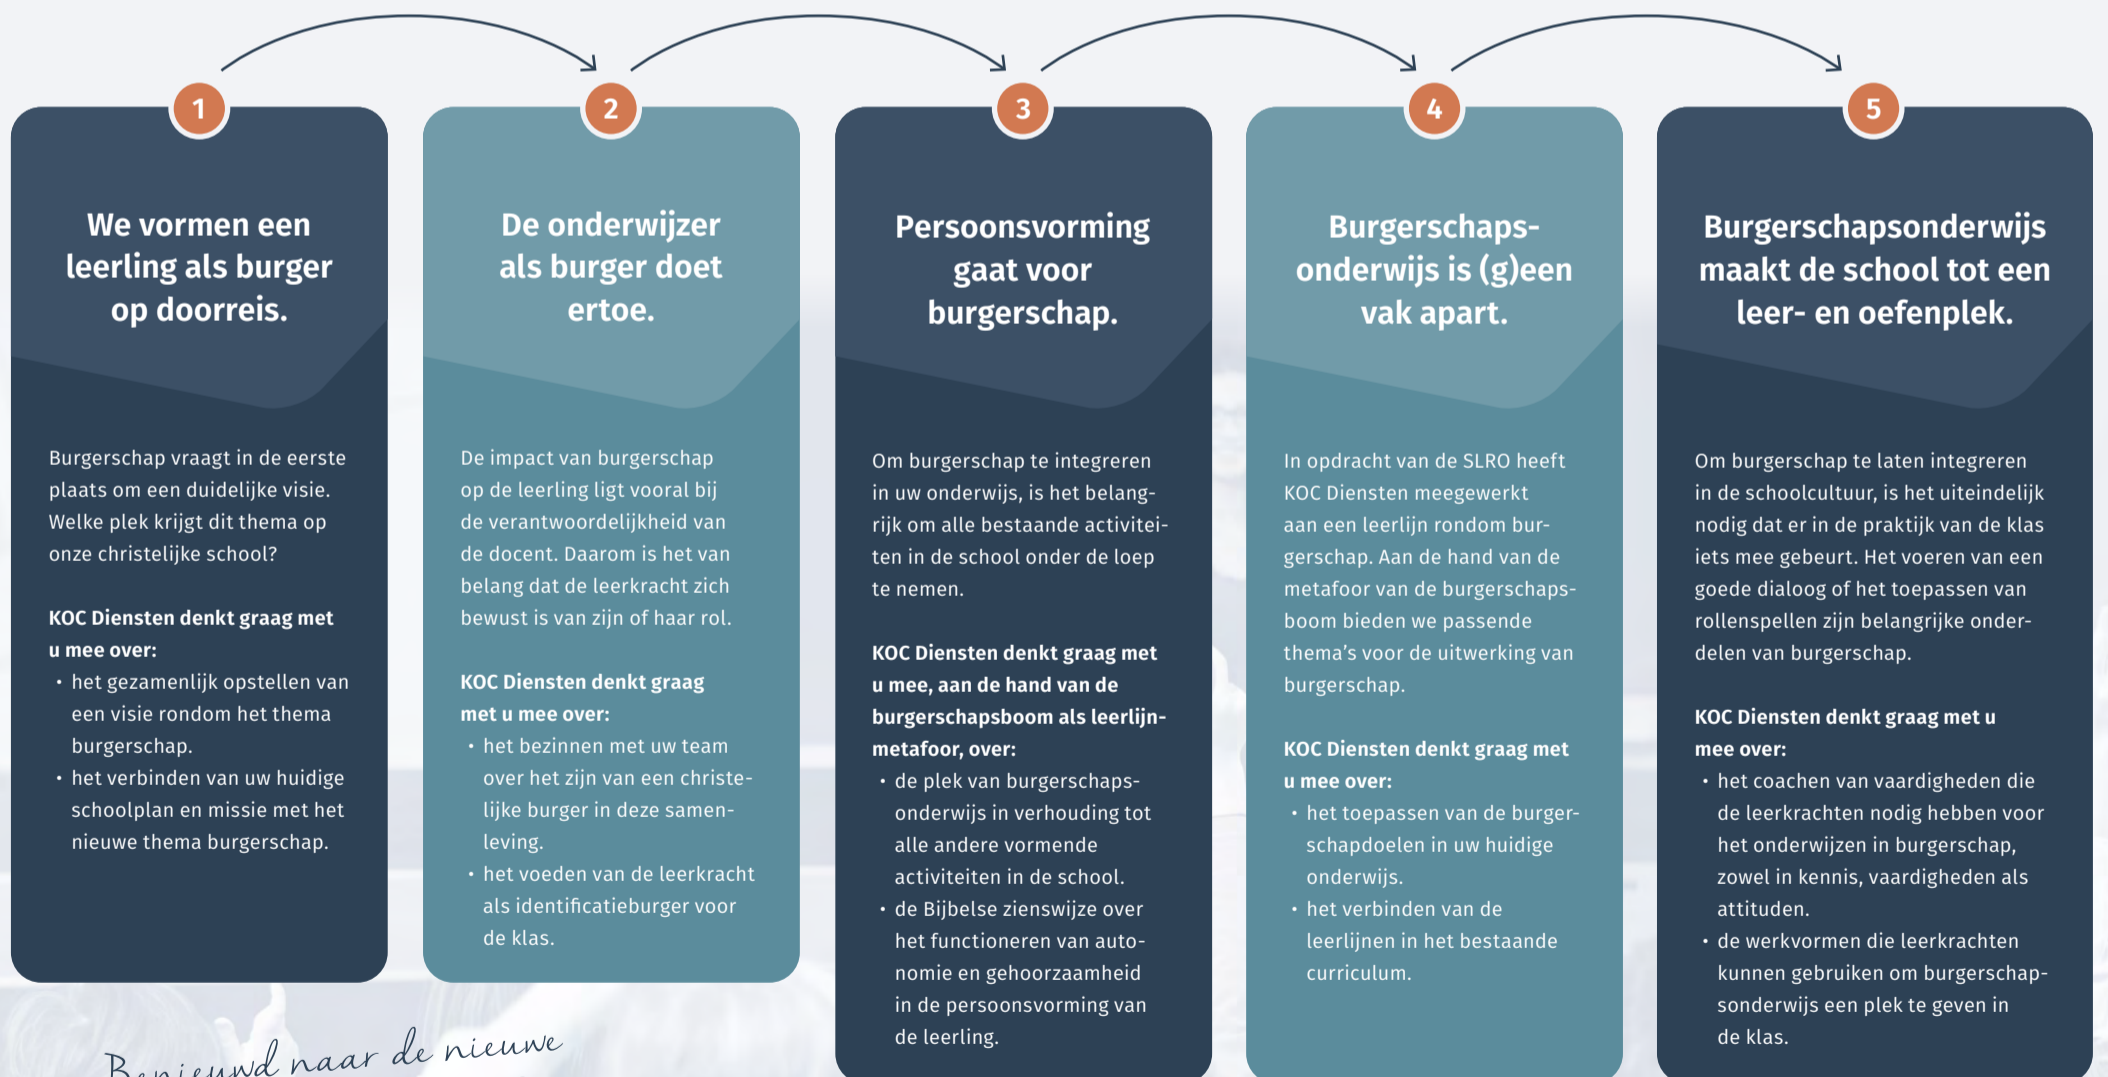 1
We vormen een
leerling als burger
op doorreis.
Burgerschap vraagt in de eerste
plaats om een duidelijke visie.
Welke plek krijgt dit thema op
onze christelijke school?
KOC Diensten denkt graag met
u mee over:
• het gezamenlijk opstellen van
een visie rondom het thema
burgerschap.
• het verbinden van uw huidige
schoolplan en missie met het
nieuwe thema burgerschap.
2
De onderwijzer
als burger doet
ertoe.
De impact van burgerschap
op de leerling ligt vooral bij
de verantwoordelijkheid van
de docent. Daarom is het van
belang dat de leerkracht zich
bewust is van zijn of haar rol.
KOC Diensten denkt graag
met u mee over:
• het bezinnen met uw team
over het zijn van een christe-
lijke burger in deze samen-
leving.
• het voeden van de leerkracht
als identificatieburger voor
de klas.
3
Persoonsvorming
gaat voor
burgerschap.
Om burgerschap te integreren
in uw onderwijs, is het belang-
rijk om alle bestaande activitei-
ten in de school onder de loep
te nemen.
KOC Diensten denkt graag met
u mee, aan de hand van de
burgerschapsboom als leerlijn-
metafoor, over:
• de plek van burgerschaps-
onderwijs in verhouding tot
alle andere vormende
activiteiten in de school.
• de Bijbelse zienswijze over
het functioneren van auto-
nomie en gehoorzaamheid
in de persoonsvorming van
de leerling.
4
Burgerschaps-
onderwijs is (g)een
vak apart.
In opdracht van de SLRO heeft
KOC Diensten meegewerkt
aan een leerlijn rondom bur-
gerschap. Aan de hand van de
metafoor van de burgerschaps-
boom bieden we passende
thema's voor de uitwerking van
burgerschap.
KOC Diensten denkt graag met
u mee over:
• het toepassen van de burger-
schapdoelen in uw huidige
onderwijs.
• het verbinden van de
leerlijnen in het bestaande
curriculum.
5
Burgerschapsonderwijs
maakt de school tot een
leer- en oefenplek.
Om burgerschap te laten integreren
in de schoolcultuur, is het uiteindelijk
nodig dat er in de praktijk van de klas
iets mee gebeurt. Het voeren van een
goede dialoog of het toepassen van
rollenspellen zijn belangrijke onder-
delen van burgerschap.
KOC Diensten denkt graag met u
mee over:
• het coachen van vaardigheden die
de leerkrachten nodig hebben voor
het onderwijzen in burgerschap,
zowel in kennis, vaardigheden als
attituden.
• de werkvormen die leerkrachten
kunnen gebruiken om burgerschap-
sonderwijs een plek te geven in
de klas.
Benieuwd naar de nieuwe